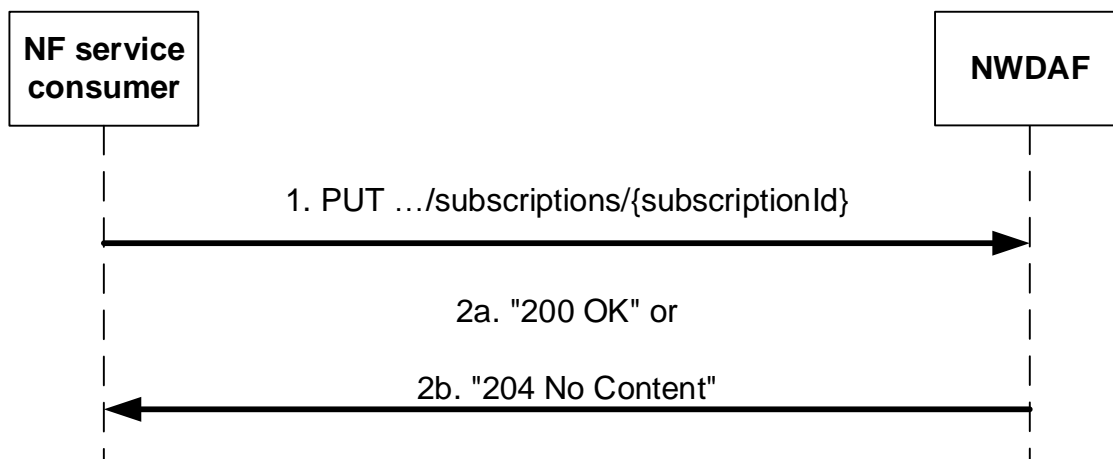 NF service
consumer
NWDAF
1. PUT …/subscriptions/{subscriptionId}
2a. "200 OK" or
2b. "204 No Content"